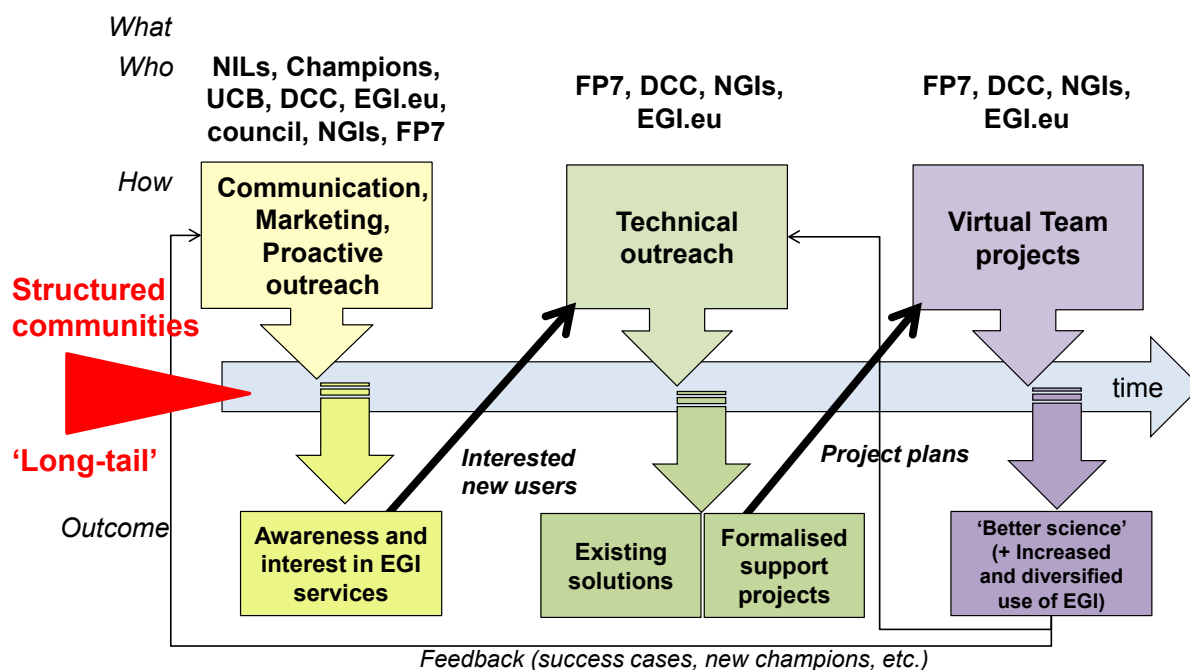 What
Who
NILs, Champions,
UCB, DCC, EGI.eu,
council, NGIs, FP7
FP7, DCC, NGIs,
EGI.eu
FP7, DCC, NGIs,
EGI.eu
How
Communication,
Marketing,
Proactive
outreach
Technical
outreach
Virtual Team
projects
Structured
communities
time
‘Long-tail’
Interested
new users
Project plans
Outcome
Awareness and
interest in EGI
services
Existing
solutions
Formalised
support
projects
‘Better science’
(+ Increased
and diversified
use of EGI)
Feedback (success cases, new champions, etc.)